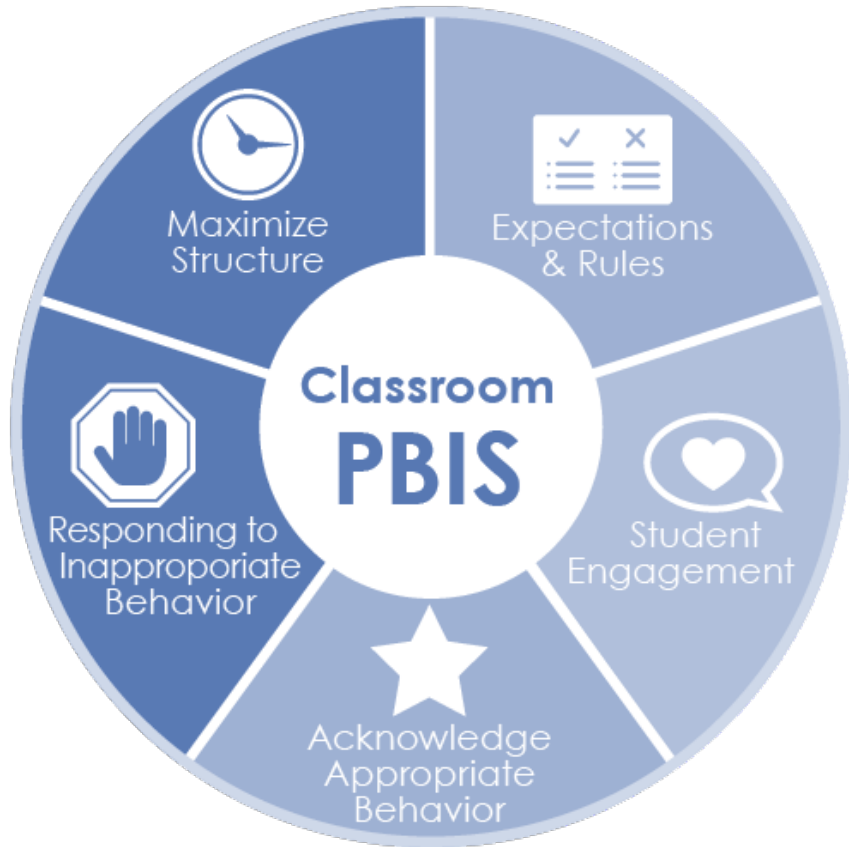 Maximize
Structure
Expectations
& Rules
Classroom
PBIS
Student
Engagement
Responding to
Inapproporiate
Behavior
Acknowledge
Appropriate
Behavior